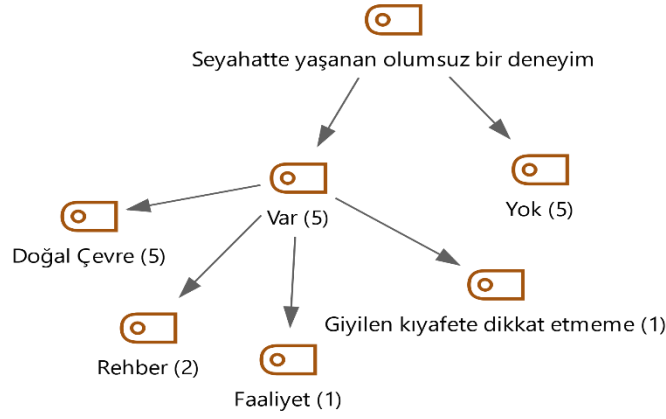 Seyahatte yaşanan olumsuz bir deneyim
Yok (5)
Var (5)
Doğal Çevre (5)
Giyilen kıyafete dikkat etmeme (1)
Rehber (2)
Faaliyet (1)